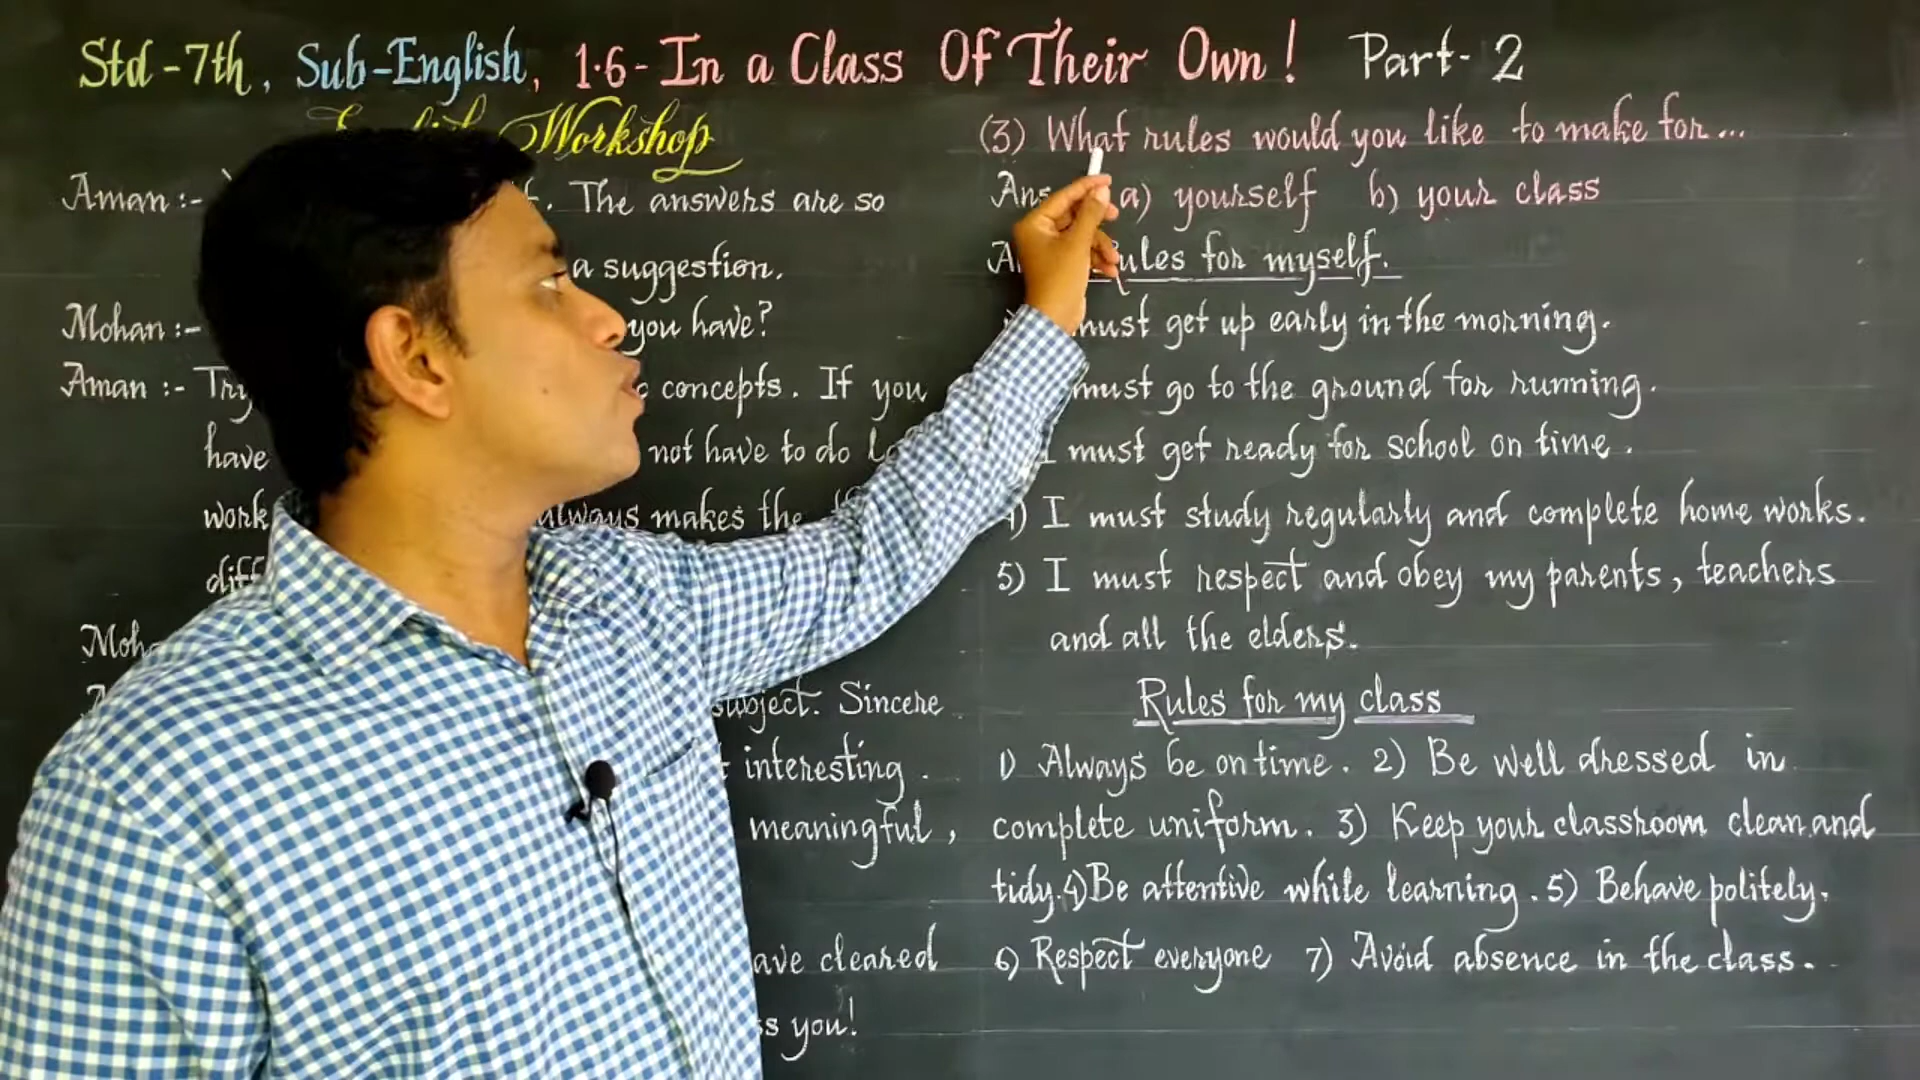 Std-7th, Sub-English, 1.6-In a Class Of Their Own! Part-2
Workshop
Aman :- The answers are so
a suggestion.
Mohan :- you have?
Aman :- Try concepts. If you
have not have to do
work always makes the
subject. Sincere
interesting.
meaningful,
cleared
you!
(3) What rules would you like to make for...
a) yourself b) your class
Rules for myself.
must get up early in the morning.
must go to the ground for running.
I must get ready for school on time.
4) I must study regularly and complete home works.
5) I must respect and obey my parents, teachers
and all the elders.
Rules for my class
1) Always be on time. 2) Be well dressed in
complete uniform. 3) Keep your classroom clean and
tidy. 4) Be attentive while learning. 5) Behave politely.
6) Respect everyone 7) Avoid absence in the class.